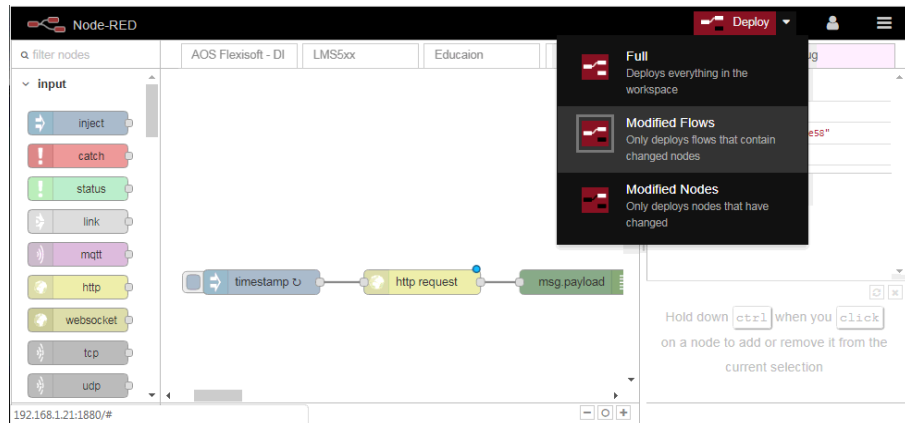 Node-RED
Deploy
filter nodes
AOS Flexisoft - DI
LMS5xx
Educaion
ug
input
inject
catch
status
link
mqtt
http
websocket
tcp
udp
Full
Deploys everything in the
workspace
Modified Flows
Only deploys flows that contain
changed nodes
Modified Nodes
Only deploys nodes that have
changed
e58"
timestamp ↻
http request
msg.payload
Hold down ctrl when you click
on a node to add or remove it from the
current selection
192.168.1.21:1880/#